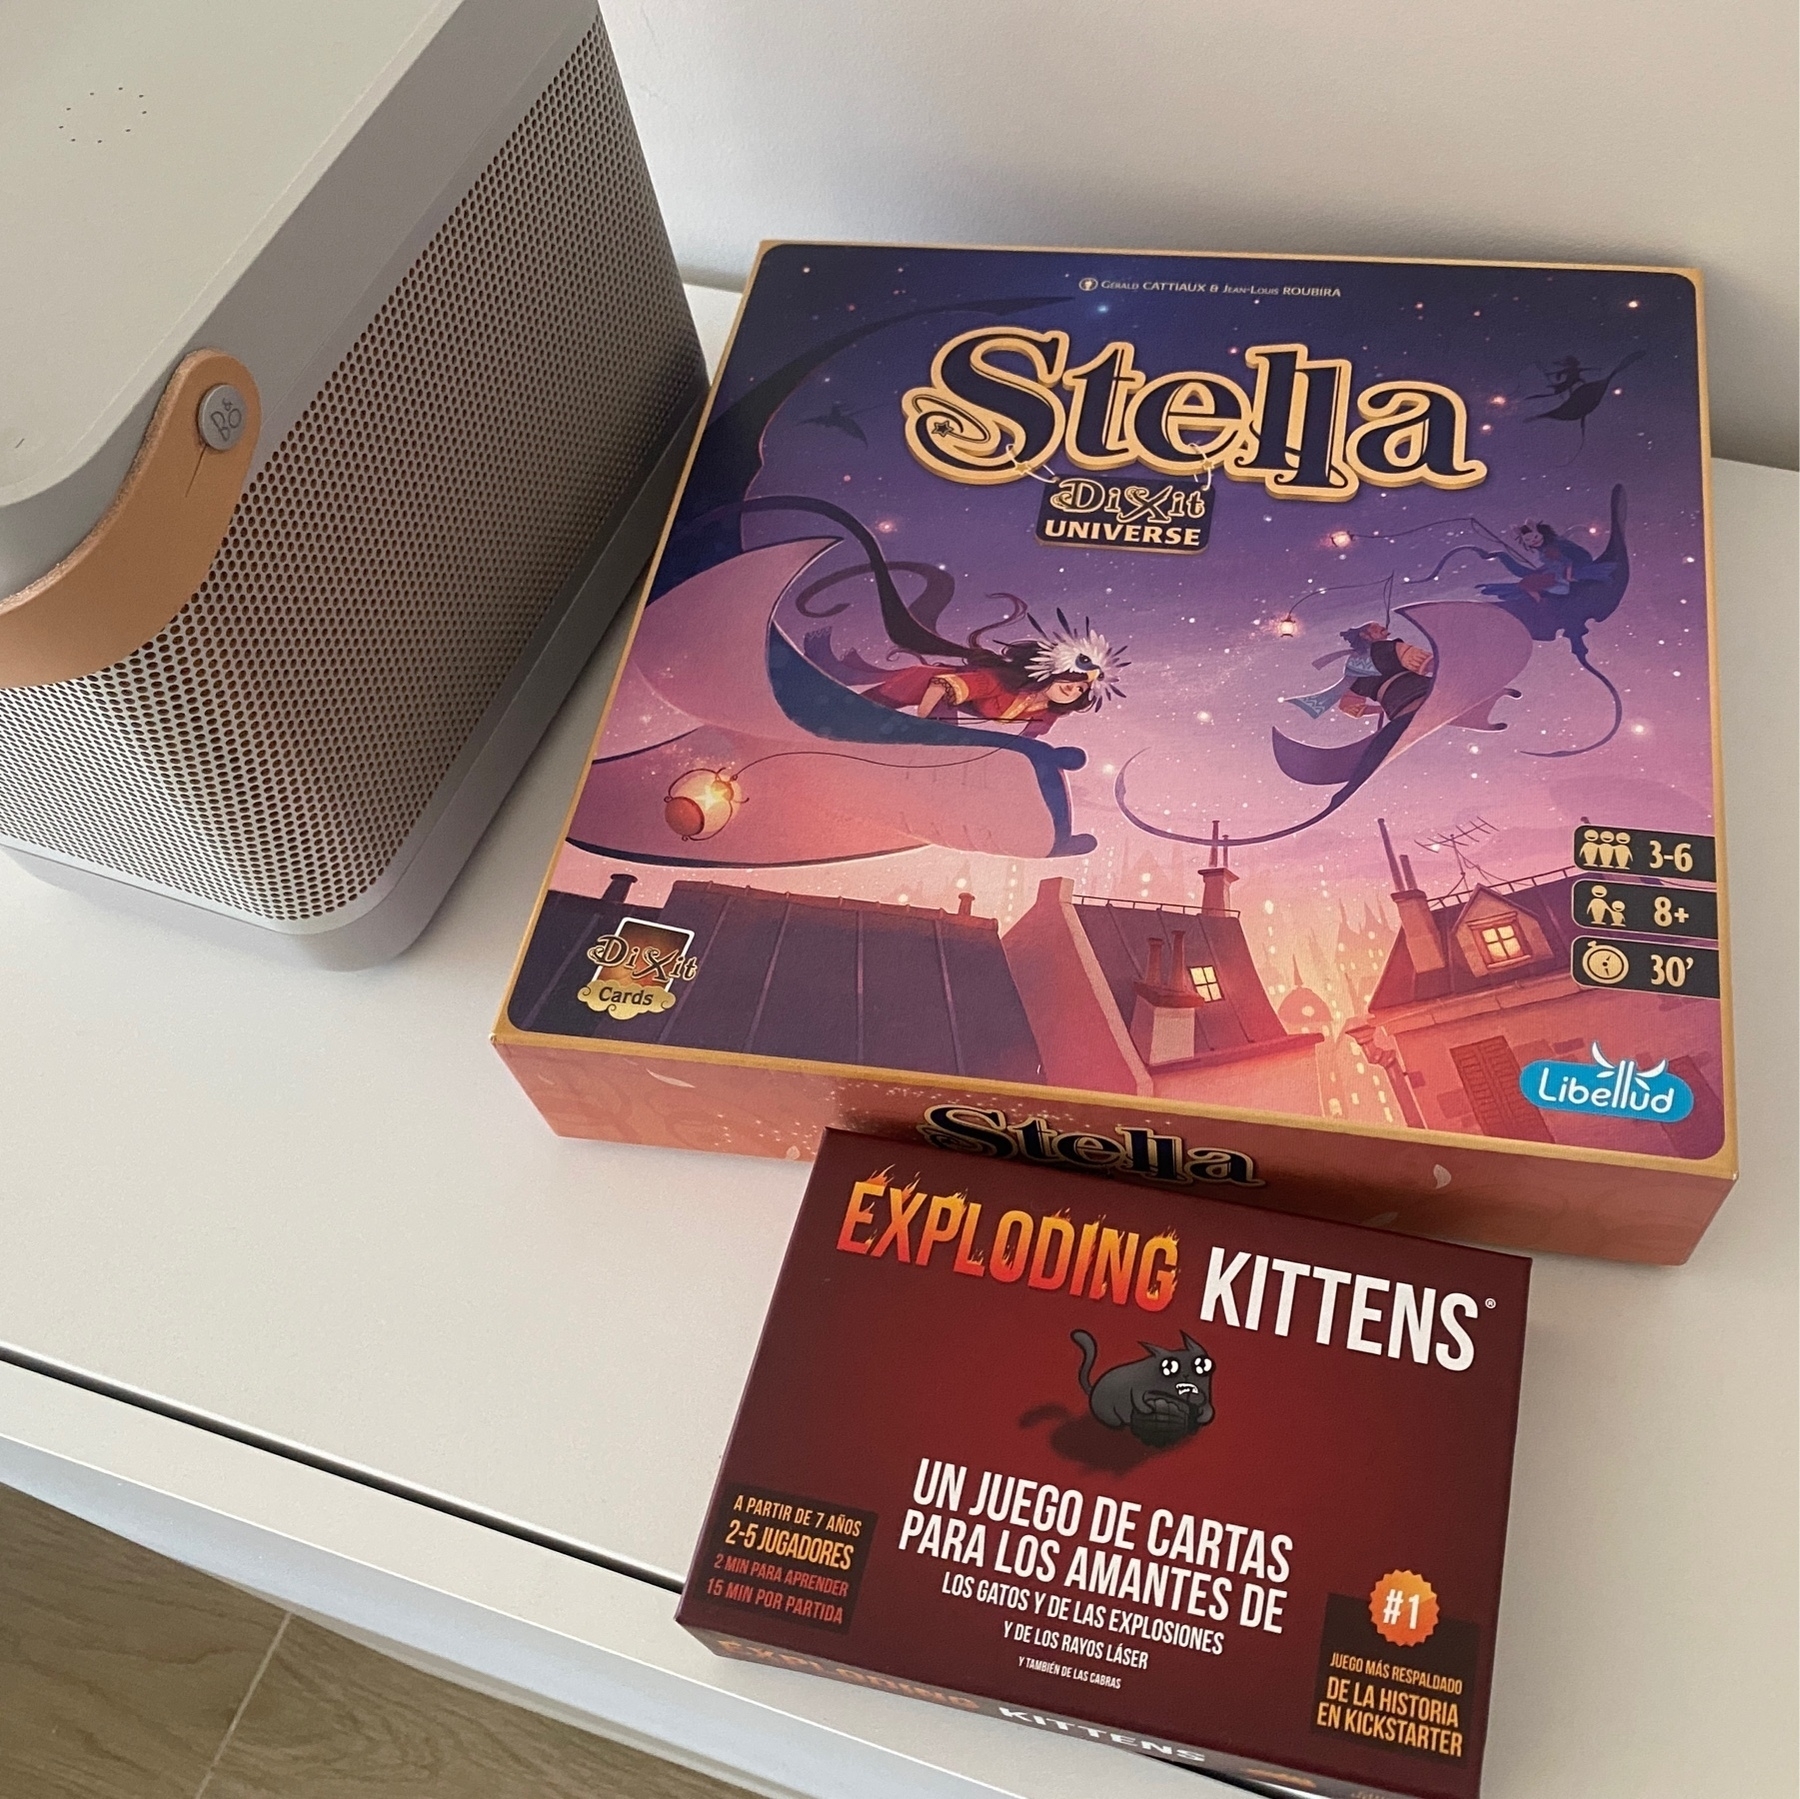 B&O
Gérald CATTIAUX & Jean-Louis ROUBIRA
Stella
DiXit
UNIVERSE
3-6
8+
30'
DiXit
Cards
Libellud
Stella
EXPLODING KITTENS®
UN JUEGO DE CARTAS
PARA LOS AMANTES DE
LOS GATOS Y DE LAS EXPLOSIONES
Y DE LOS RAYOS LÁSER
Y TAMBIÉN DE LAS CABRAS
A PARTIR DE 7 AÑOS
2-5 JUGADORES
2 MIN PARA APRENDER
15 MIN POR PARTIDA
#1
JUEGO MÁS RESPALDADO
DE LA HISTORIA
EN KICKSTARTER
EXPLODING KITTENS